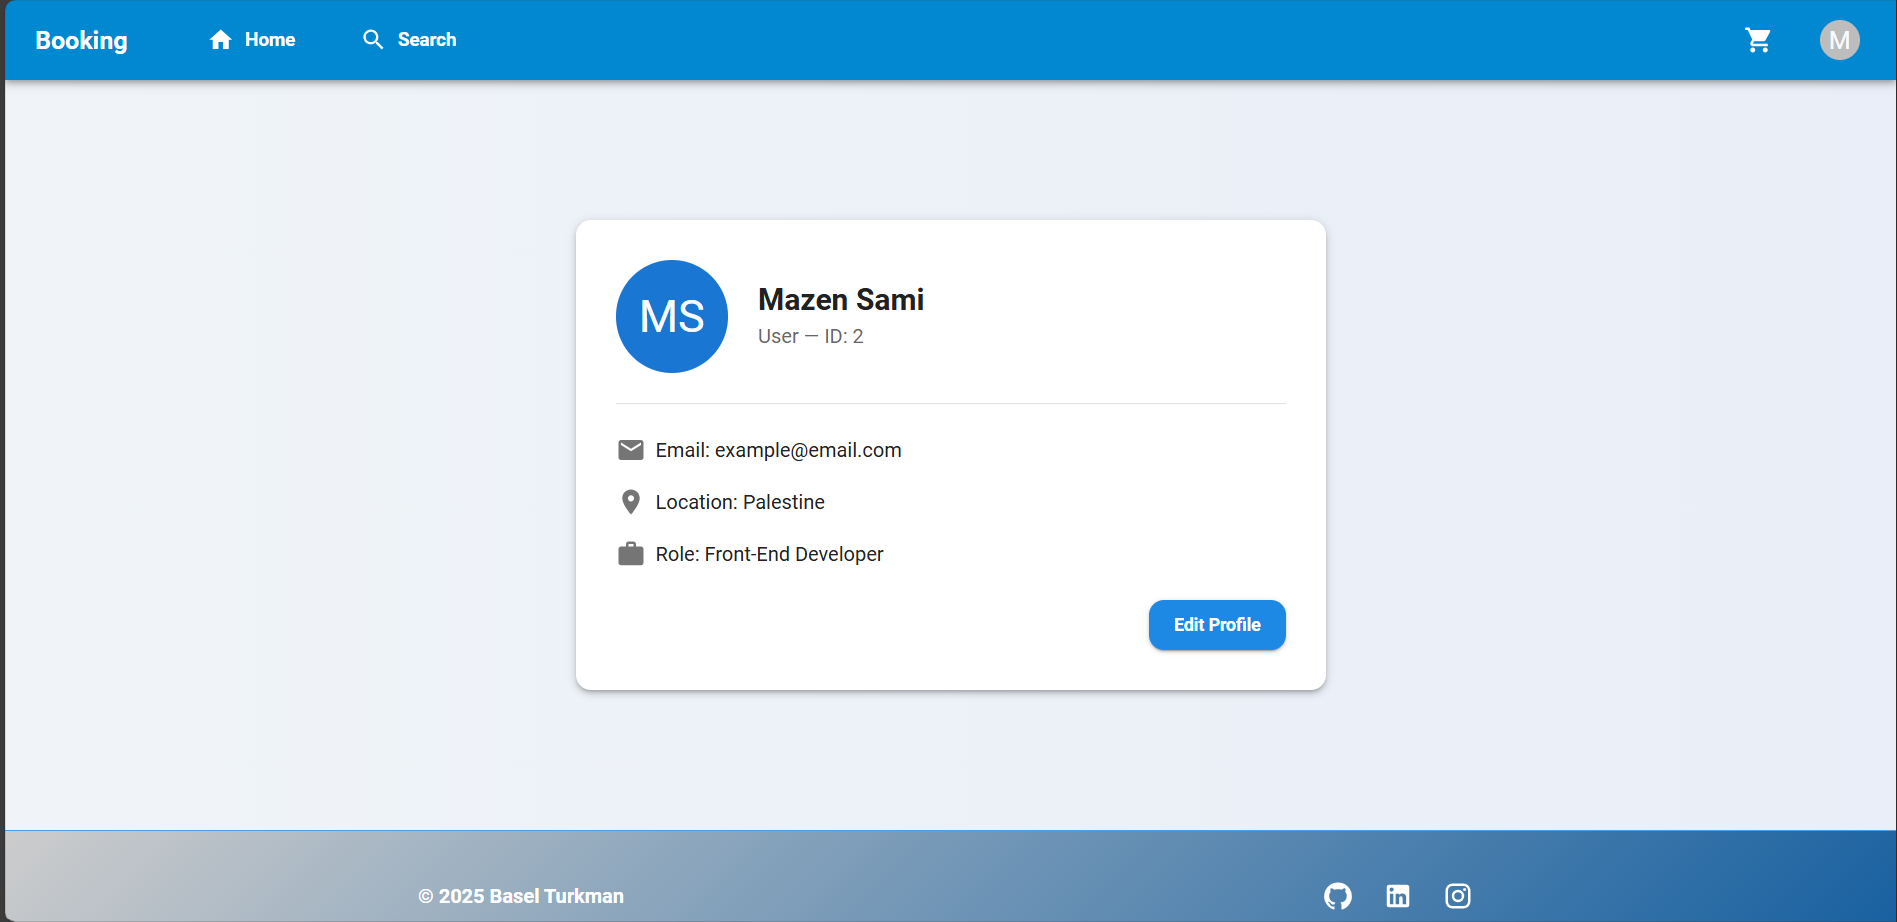 Booking
Home
Search
M
MS
Mazen Sami
User — ID: 2
Email: example@email.com
Location: Palestine
Role: Front-End Developer
Edit Profile
© 2025 Basel Turkman
in